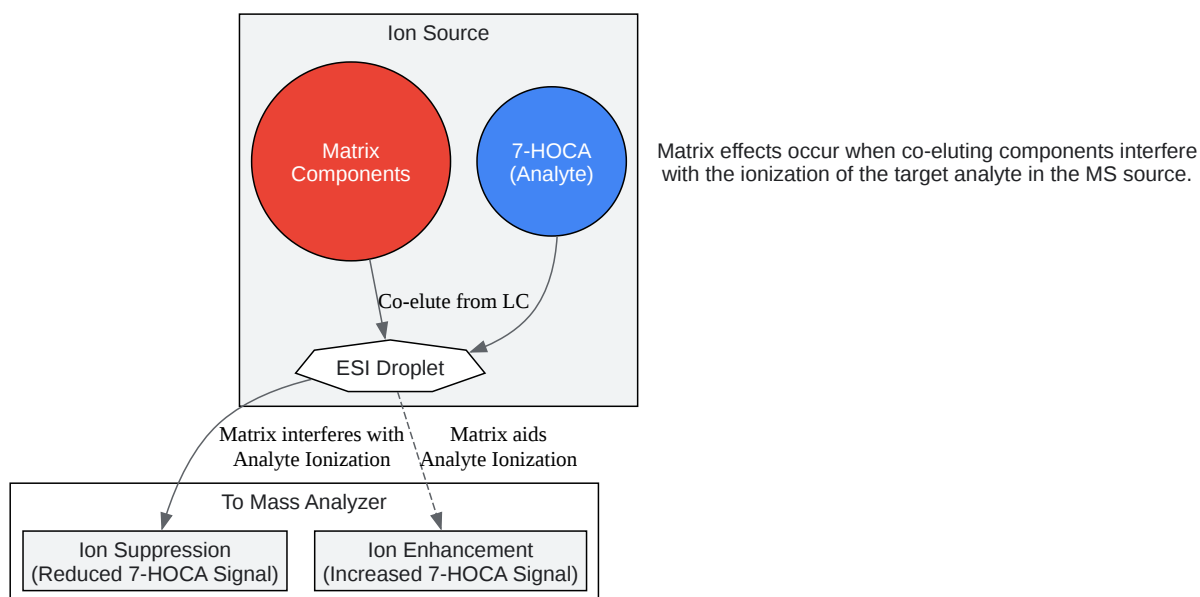 Ion Source
Matrix
Components
7-HOCA
(Analyte)
Matrix effects occur when co-eluting components interfere
with the ionization of the target analyte in the MS source.
Co-elute from LC
ESI Droplet
Matrix interferes with
Analyte Ionization
Matrix aids
Analyte Ionization
To Mass Analyzer
Ion Suppression
(Reduced 7-HOCA Signal)
Ion Enhancement
(Increased 7-HOCA Signal)